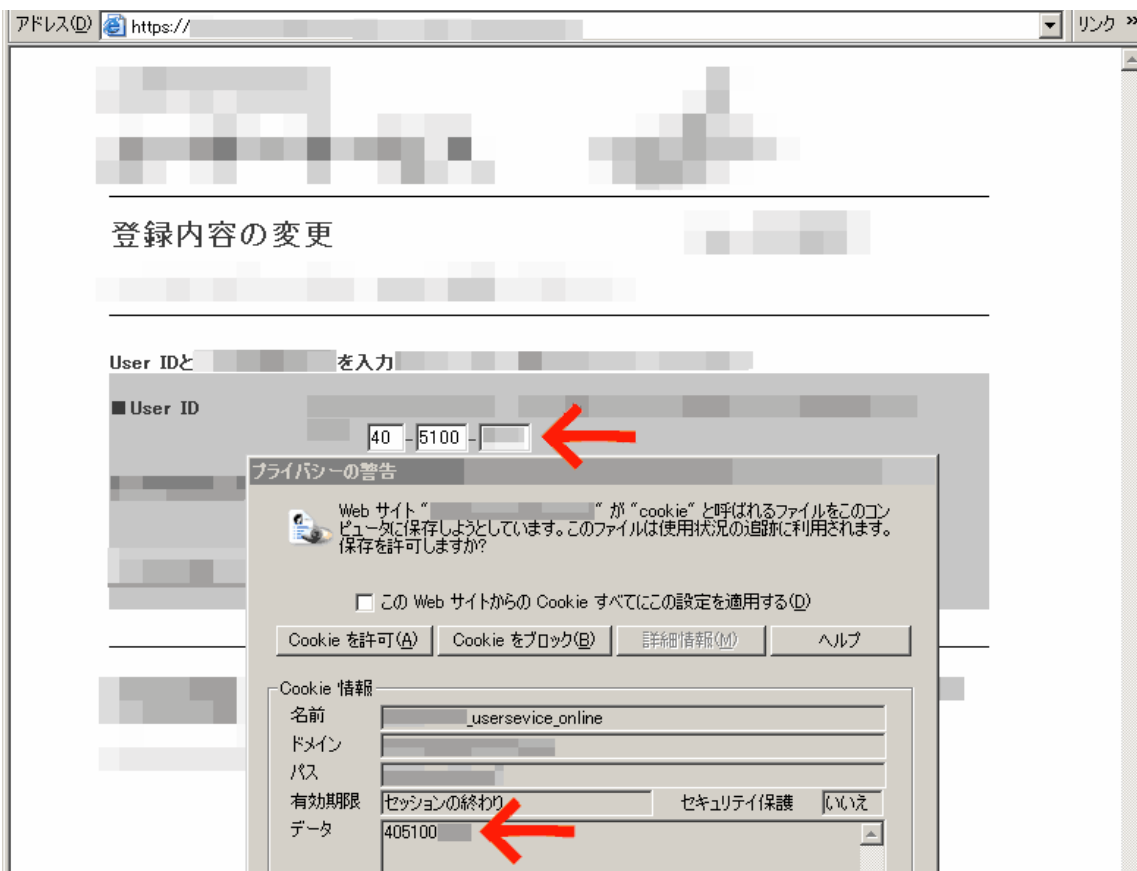 アドレス(D) https:// リンク »
登録内容の変更
User IDと を入力
■User ID
40 - 5100 -
プライバシーの警告
Web サイト “ ” が “cookie” と呼ばれるファイルをこのコン
ピュータに保存しようとしています。このファイルは使用状況の追跡に利用されます。
保存を許可しますか?
この Web サイトからの Cookie すべてにこの設定を適用する(D)
Cookie を許可(A) Cookie をブロック(B) 詳細情報(M) ヘルプ
Cookie 情報
名前 _usersevice_online
ドメイン
パス
有効期限 セッションの終わり セキュリティ保護 いいえ
データ 405100